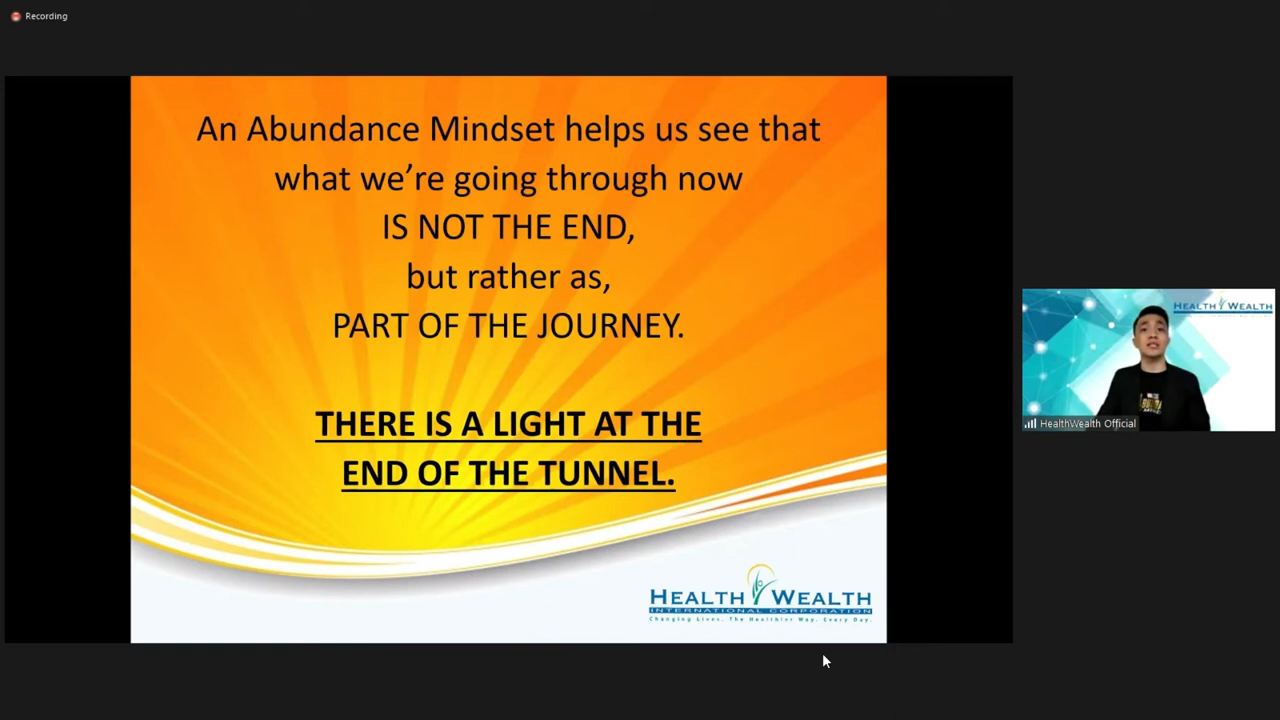 Recording
An Abundance Mindset helps us see that
what we’re going through now
IS NOT THE END,
but rather as,
PART OF THE JOURNEY.
THERE IS A LIGHT AT THE
END OF THE TUNNEL.
HEALTH WEALTH
INTERNATIONAL CORPORATION
Changing Lives. The Healthier Way. Every Day.
HEALTH WEALTH
HealthWealth Official